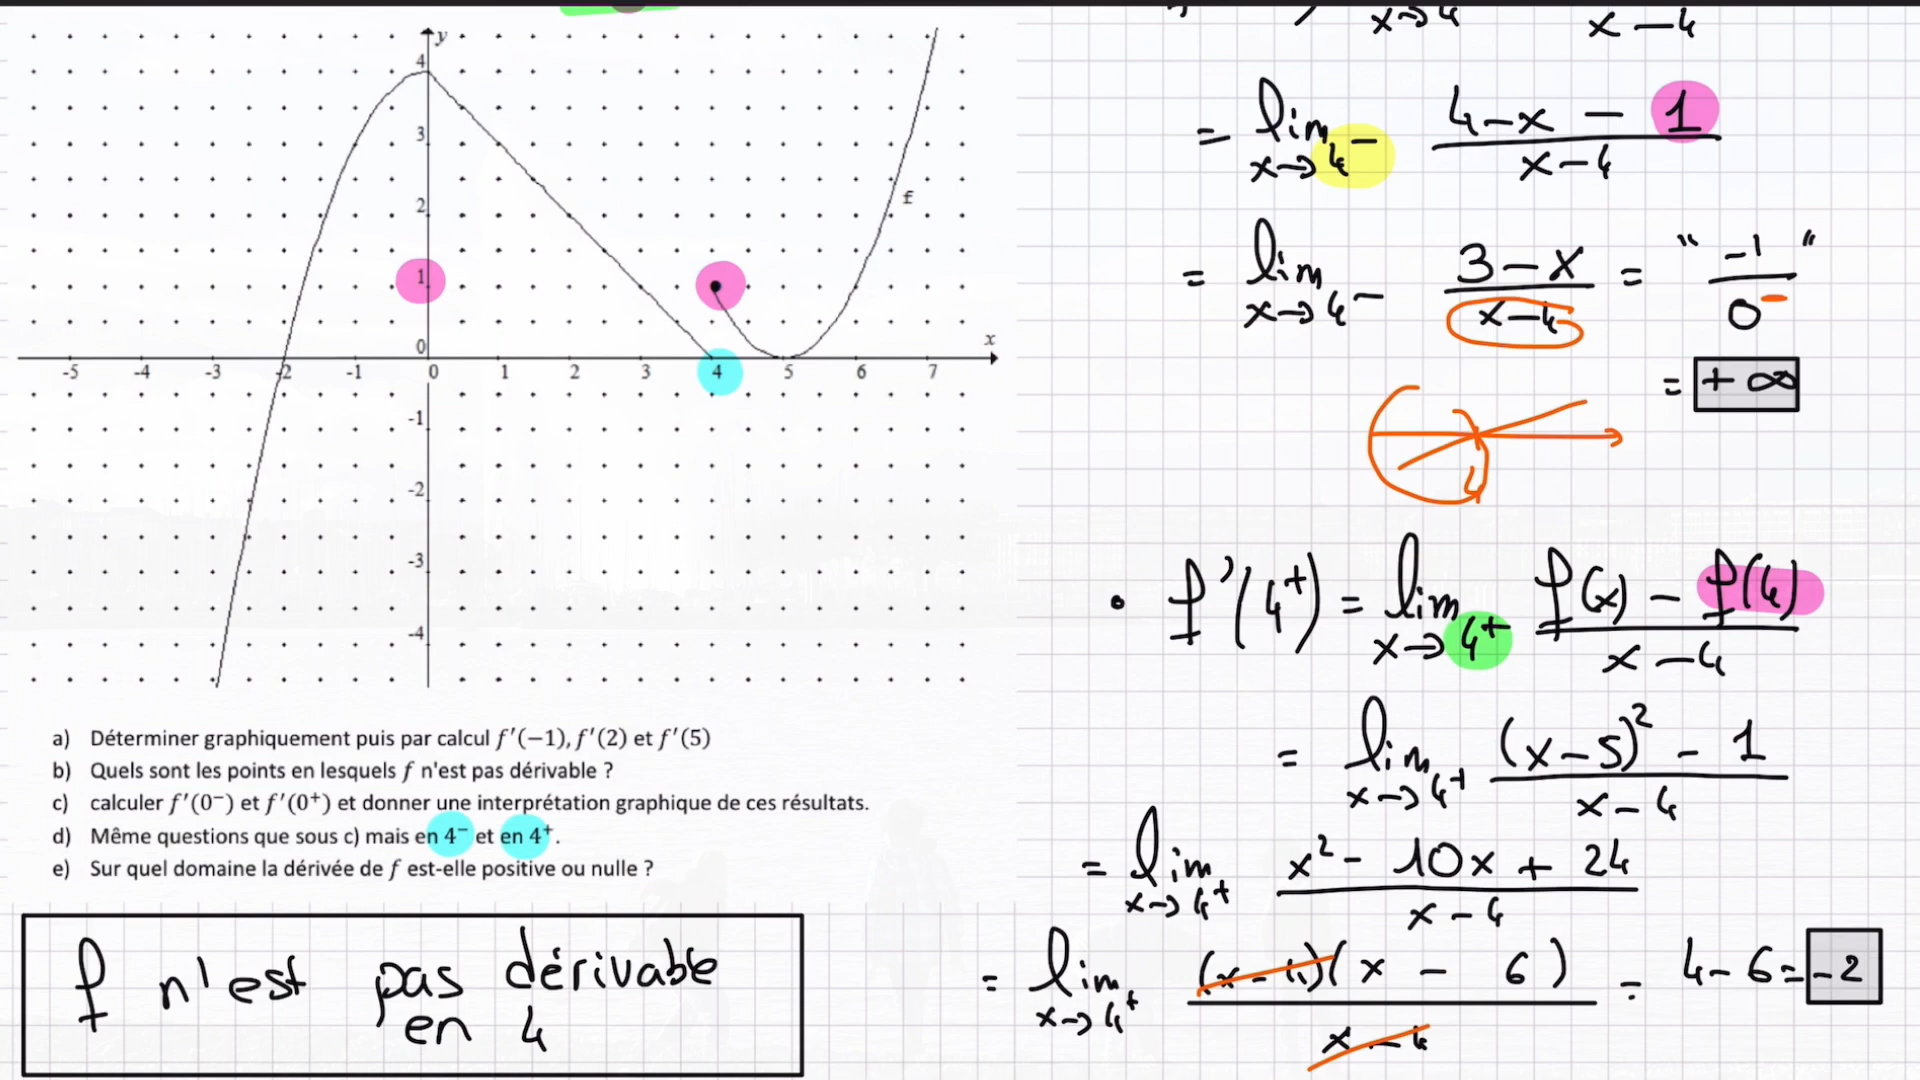 y
4
3
2
1
0
-1
-2
-3
-4
-5 -4 -3 -2 -1 0 1 2 3 4 5 6 7
x
f
a) Déterminer graphiquement puis par calcul f′(−1), f′(2) et f′(5)
b) Quels sont les points en lesquels f n'est pas dérivable ?
c) calculer f′(0⁻) et f′(0⁺) et donner une interprétation graphique de ces résultats.
d) Même questions que sous c) mais en 4⁻ et en 4⁺.
e) Sur quel domaine la dérivée de f est-elle positive ou nulle ?
f n'est pas dérivable
en 4
x→4 x−4
= lim x→4⁻ (4−x − 1)/(x−4)
= lim x→4⁻ (3−x)/(x−4) = " −1/0⁻ "
= +∞
4
• f'(4⁺) = lim x→4⁺ (f(x) − f(4))/(x−4)
= lim x→4⁺ ((x−5)² − 1)/(x−4)
= lim x→4⁺ (x² − 10x + 24)/(x−4)
= lim x→4⁺ (x−4)(x − 6)/(x−4) = 4−6 = −2